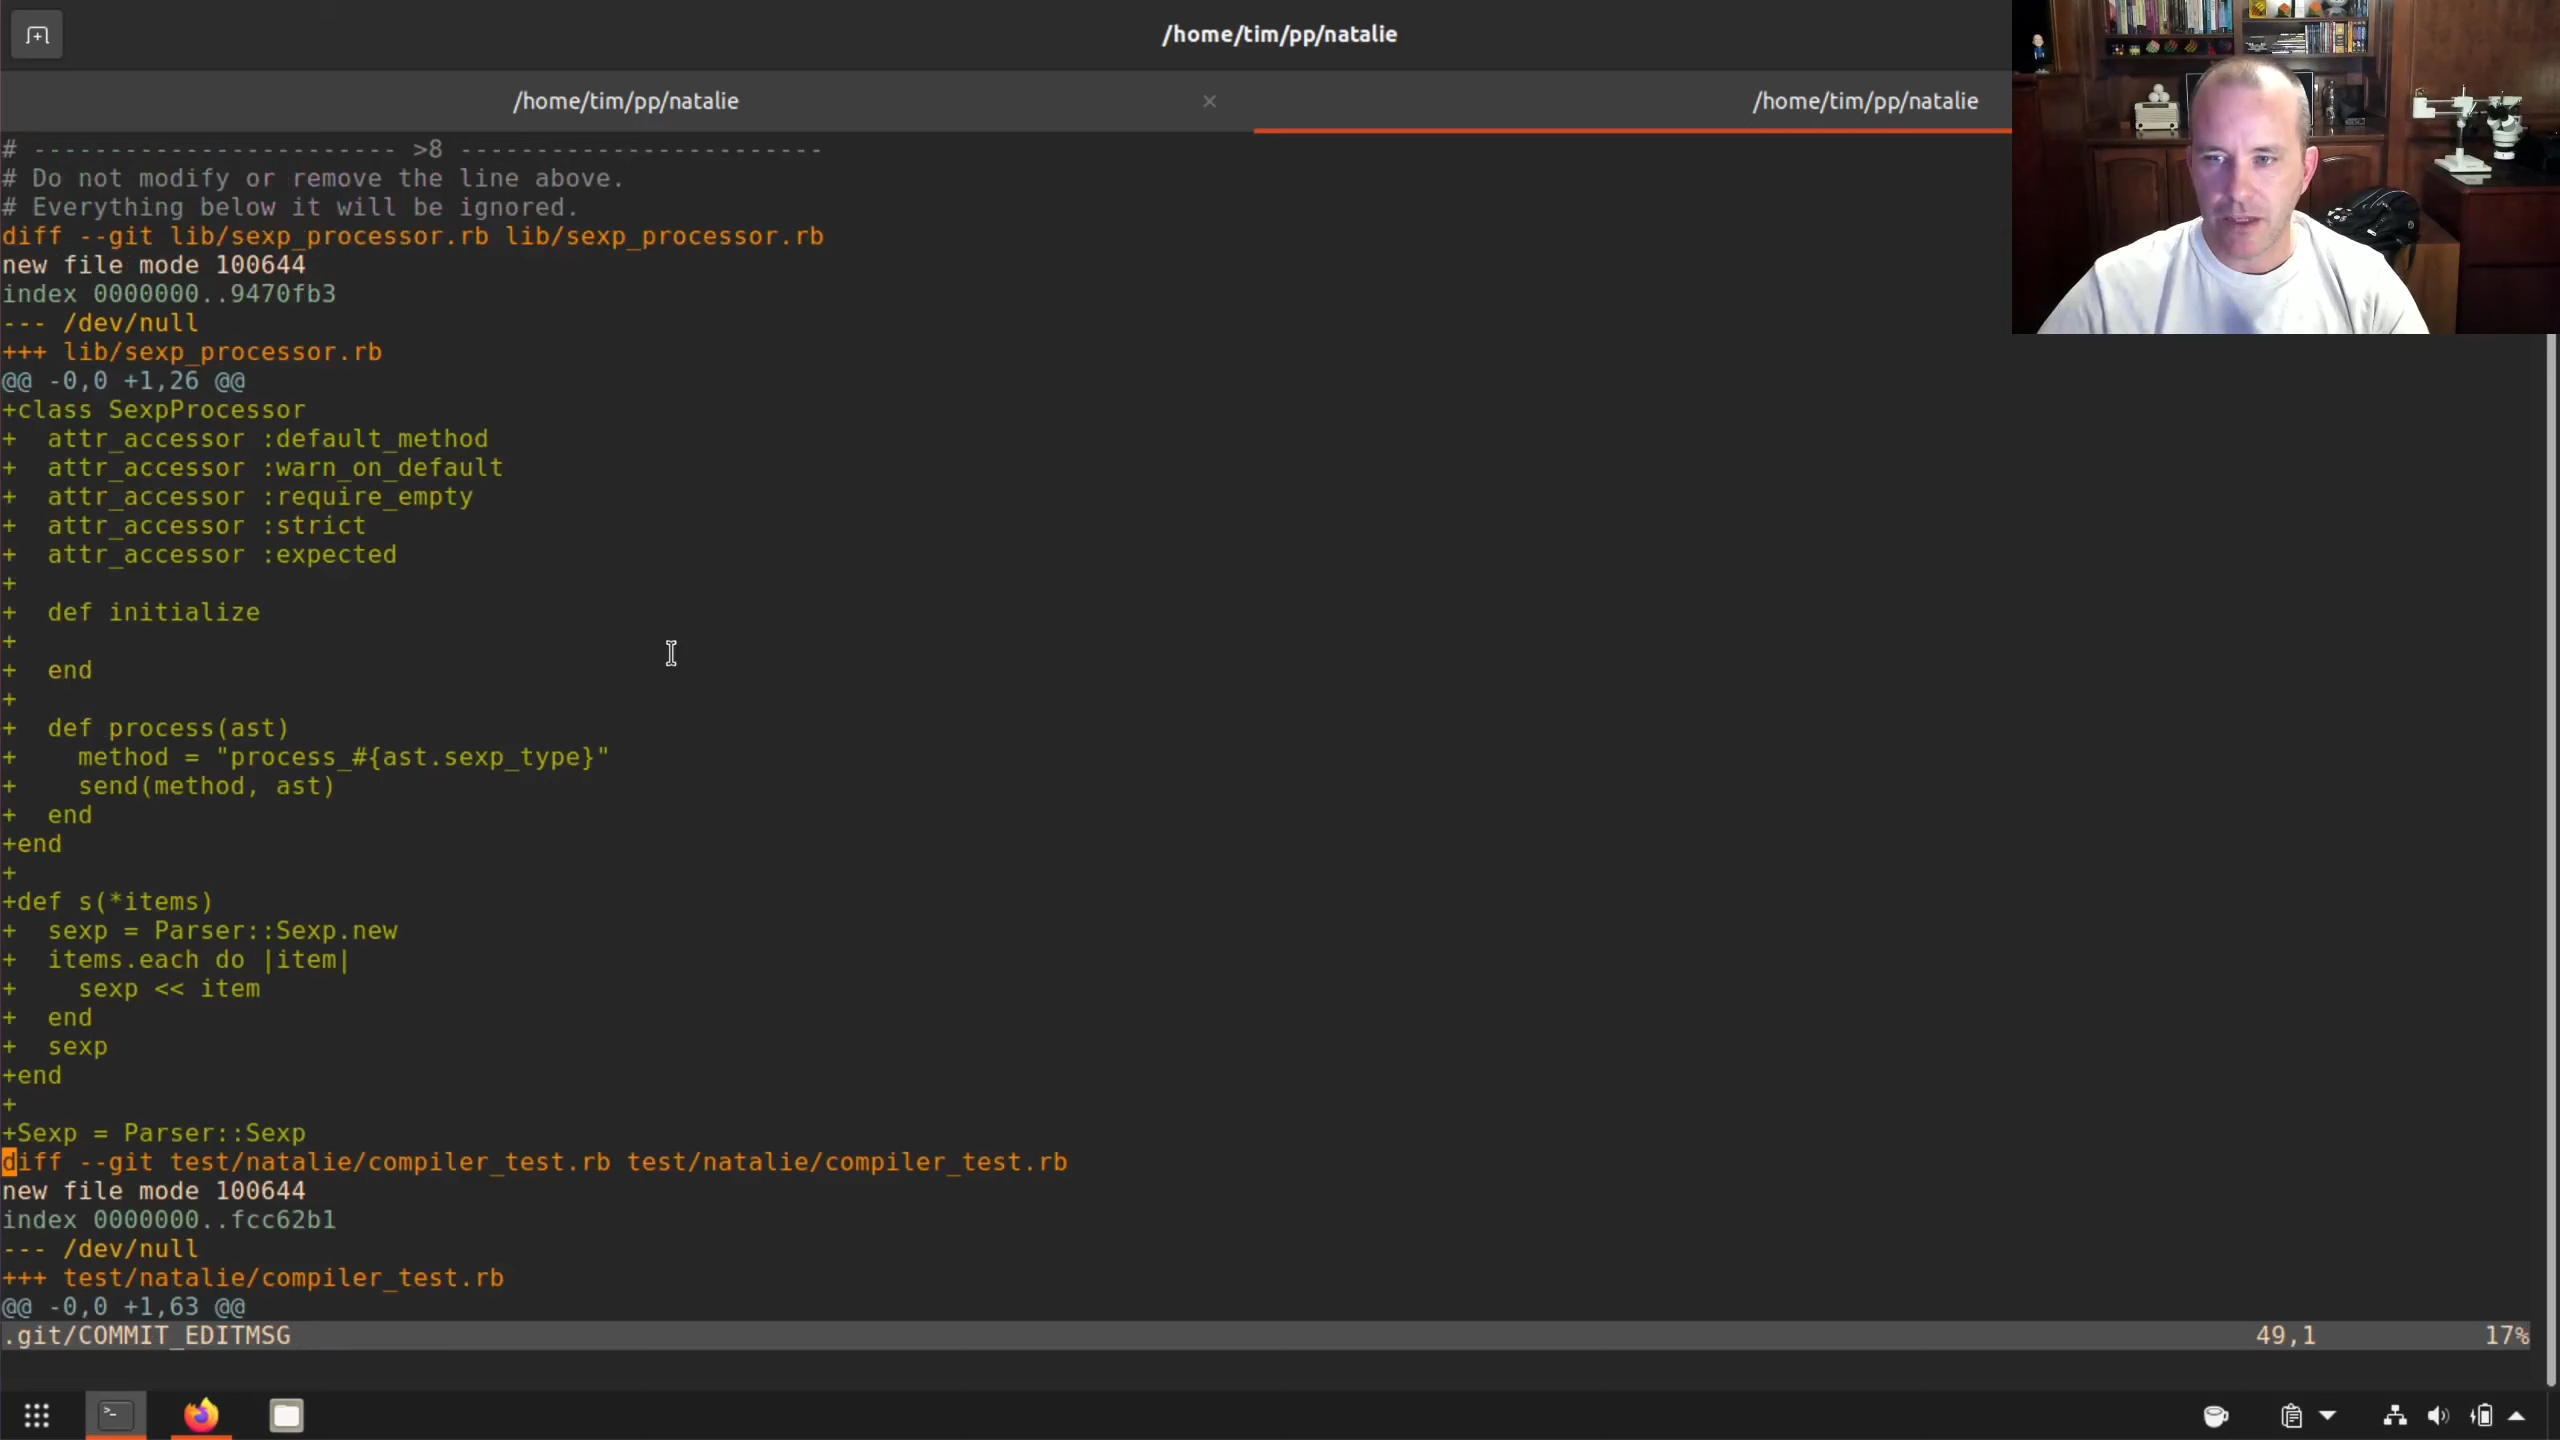 /home/tim/pp/natalie
/home/tim/pp/natalie ×
/home/tim/pp/natalie
# ------------------------ >8 ------------------------
# Do not modify or remove the line above.
# Everything below it will be ignored.
diff --git lib/sexp_processor.rb lib/sexp_processor.rb
new file mode 100644
index 0000000..9470fb3
--- /dev/null
+++ lib/sexp_processor.rb
@@ -0,0 +1,26 @@
+class SexpProcessor
+  attr_accessor :default_method
+  attr_accessor :warn_on_default
+  attr_accessor :require_empty
+  attr_accessor :strict
+  attr_accessor :expected
+
+  def initialize
+
+  end
+
+  def process(ast)
+    method = "process_#{ast.sexp_type}"
+    send(method, ast)
+  end
+end
+
+def s(*items)
+  sexp = Parser::Sexp.new
+  items.each do |item|
+    sexp << item
+  end
+  sexp
+end
+
+Sexp = Parser::Sexp
diff --git test/natalie/compiler_test.rb test/natalie/compiler_test.rb
new file mode 100644
index 0000000..fcc62b1
--- /dev/null
+++ test/natalie/compiler_test.rb
@@ -0,0 +1,63 @@
.git/COMMIT_EDITMSG 49,1 17%